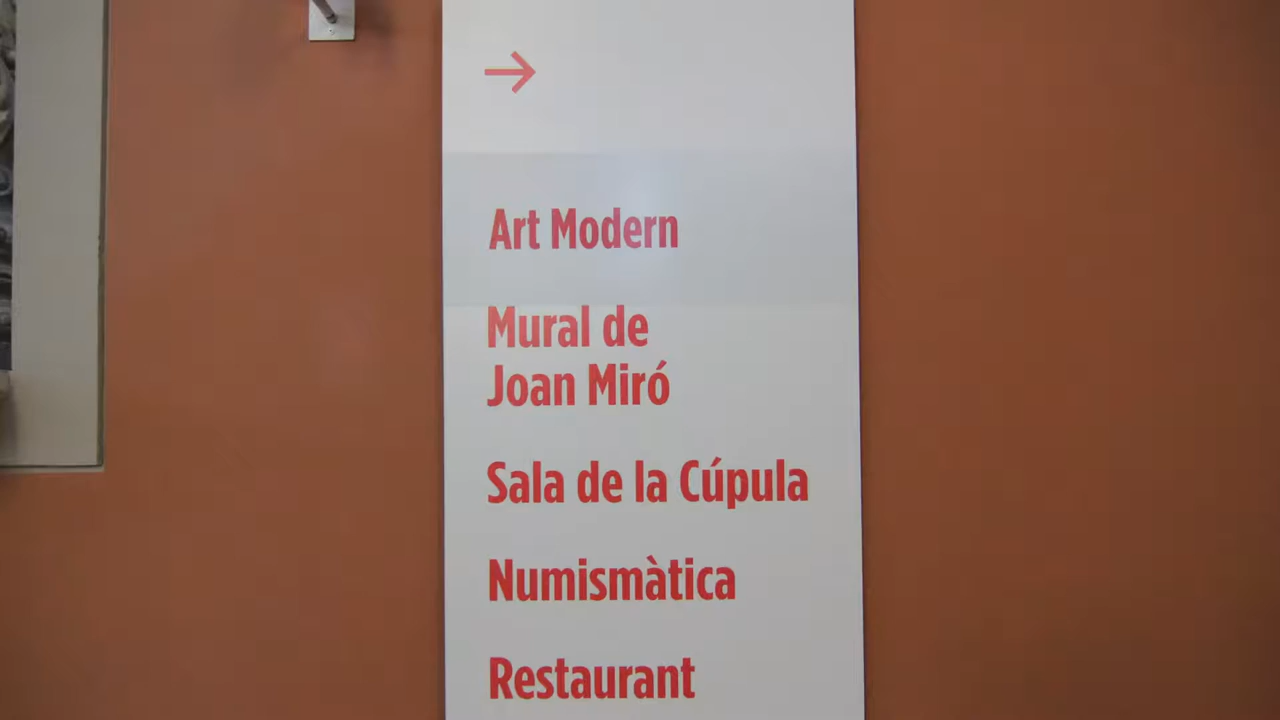 Art Modern
Mural de
Joan Miró
Sala de la Cúpula
Numismàtica
Restaurant